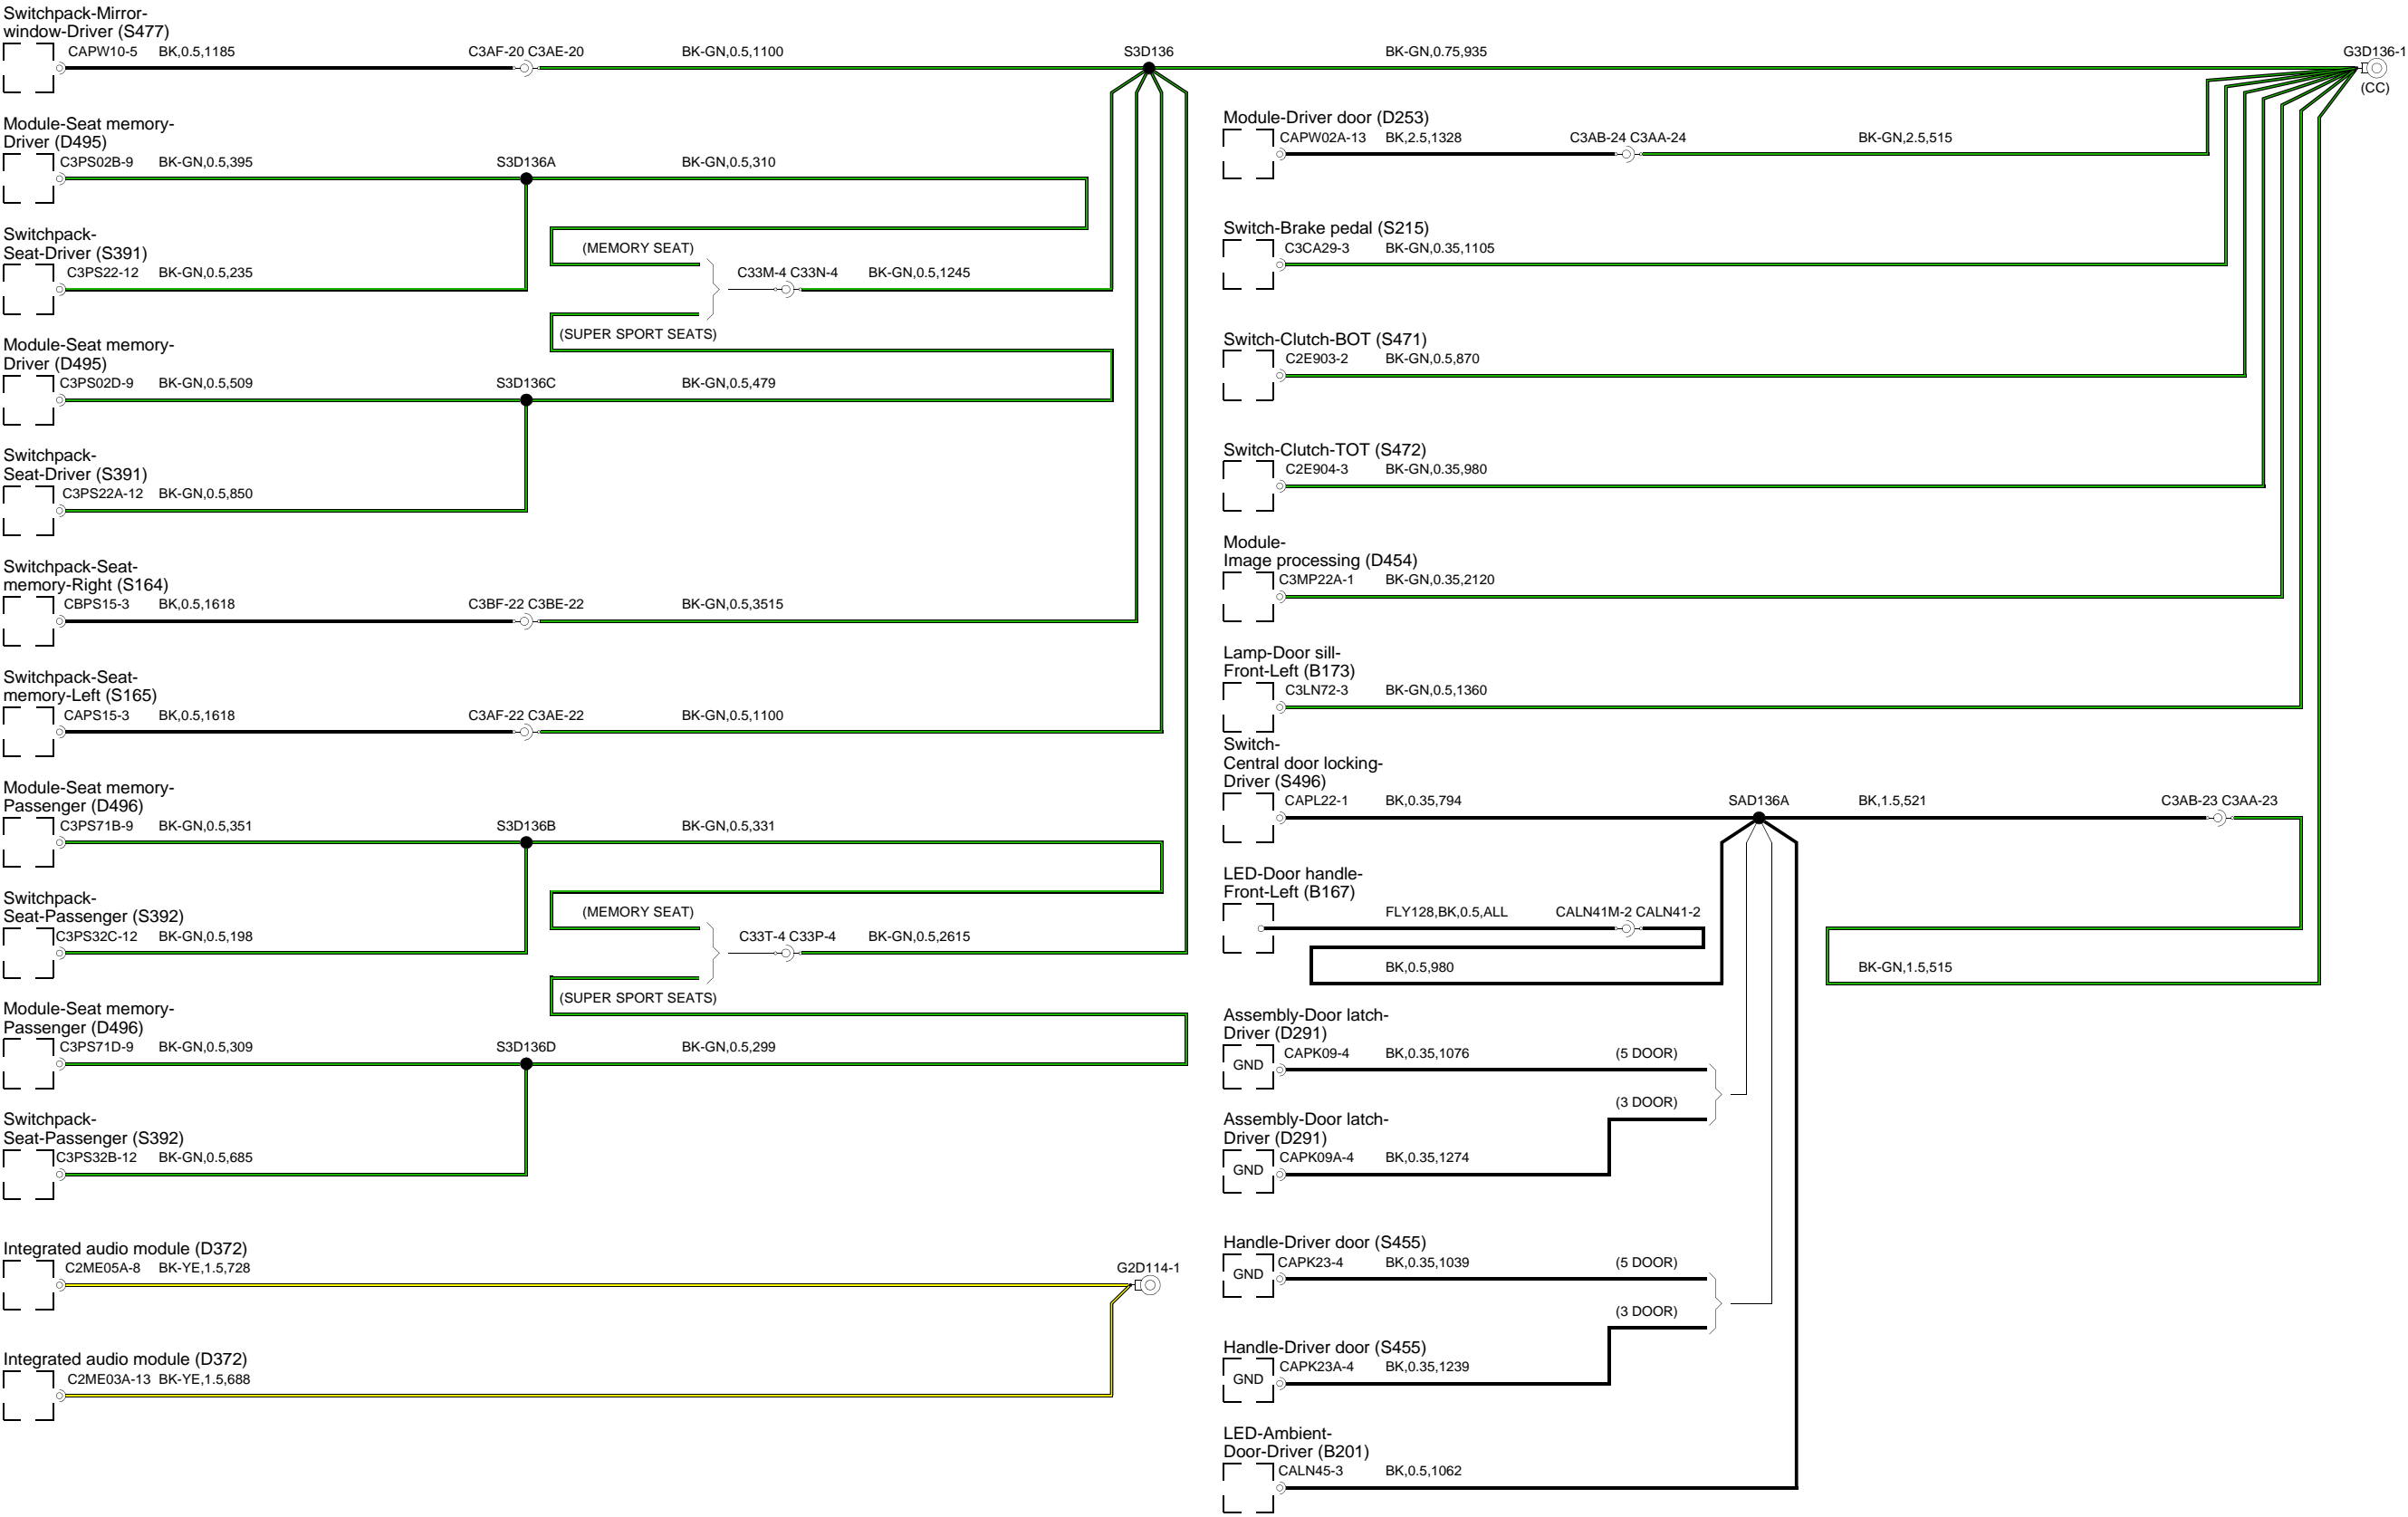 Switchpack-Mirror-
window-Driver (S477)
CAPW10-5 BK,0.5,1185 C3AF-20 C3AE-20 BK-GN,0.5,1100 S3D136 BK-GN,0.75,935 G3D136-1
(CC)
Module-Seat memory-
Driver (D495)
C3PS02B-9 BK-GN,0.5,395 S3D136A BK-GN,0.5,310
Switchpack-
Seat-Driver (S391)
C3PS22-12 BK-GN,0.5,235
(MEMORY SEAT)
C33M-4 C33N-4 BK-GN,0.5,1245
(SUPER SPORT SEATS)
Module-Seat memory-
Driver (D495)
C3PS02D-9 BK-GN,0.5,509 S3D136C BK-GN,0.5,479
Switchpack-
Seat-Driver (S391)
C3PS22A-12 BK-GN,0.5,850
Switchpack-Seat-
memory-Right (S164)
CBPS15-3 BK,0.5,1618 C3BF-22 C3BE-22 BK-GN,0.5,3515
Switchpack-Seat-
memory-Left (S165)
CAPS15-3 BK,0.5,1618 C3AF-22 C3AE-22 BK-GN,0.5,1100
Module-Seat memory-
Passenger (D496)
C3PS71B-9 BK-GN,0.5,351 S3D136B BK-GN,0.5,331
Switchpack-
Seat-Passenger (S392)
C3PS32C-12 BK-GN,0.5,198
(MEMORY SEAT)
C33T-4 C33P-4 BK-GN,0.5,2615
(SUPER SPORT SEATS)
Module-Seat memory-
Passenger (D496)
C3PS71D-9 BK-GN,0.5,309 S3D136D BK-GN,0.5,299
Switchpack-
Seat-Passenger (S392)
C3PS32B-12 BK-GN,0.5,685
Integrated audio module (D372)
C2ME05A-8 BK-YE,1.5,728 G2D114-1
Integrated audio module (D372)
C2ME03A-13 BK-YE,1.5,688
Module-Driver door (D253)
CAPW02A-13 BK,2.5,1328 C3AB-24 C3AA-24 BK-GN,2.5,515
Switch-Brake pedal (S215)
C3CA29-3 BK-GN,0.35,1105
Switch-Clutch-BOT (S471)
C2E903-2 BK-GN,0.5,870
Switch-Clutch-TOT (S472)
C2E904-3 BK-GN,0.35,980
Module-
Image processing (D454)
C3MP22A-1 BK-GN,0.35,2120
Lamp-Door sill-
Front-Left (B173)
C3LN72-3 BK-GN,0.5,1360
Switch-
Central door locking-
Driver (S496)
CAPL22-1 BK,0.35,794 SAD136A BK,1.5,521 C3AB-23 C3AA-23
LED-Door handle-
Front-Left (B167)
FLY128,BK,0.5,ALL CALN41M-2 CALN41-2
BK,0.5,980 BK-GN,1.5,515
Assembly-Door latch-
Driver (D291)
CAPK09-4 BK,0.35,1076 (5 DOOR)
GND
(3 DOOR)
Assembly-Door latch-
Driver (D291)
CAPK09A-4 BK,0.35,1274
GND
Handle-Driver door (S455)
CAPK23-4 BK,0.35,1039 (5 DOOR)
GND
(3 DOOR)
Handle-Driver door (S455)
CAPK23A-4 BK,0.35,1239
GND
LED-Ambient-
Door-Driver (B201)
CALN45-3 BK,0.5,1062